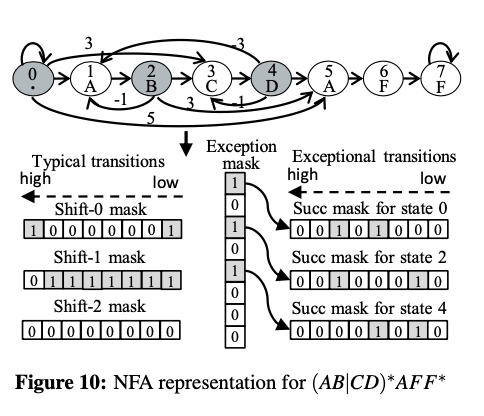 3
-3
0
.
1
A
2
B
3
C
4
D
5
A
6
F
7
F
-1
3
-1
5
Typical transitions
high
low
Shift-0 mask
1 0 0 0 0 0 0 1
Shift-1 mask
0 1 1 1 1 1 1 1
Shift-2 mask
0 0 0 0 0 0 0 0
Exception
mask
1
0
1
0
1
0
0
0
Exceptional transitions
high
low
Succ mask for state 0
0 0 1 0 1 0 0 0
Succ mask for state 2
0 0 1 0 0 0 1 0
Succ mask for state 4
0 0 0 0 1 0 1 0
Figure 10: NFA representation for (AB|CD)*AFF*